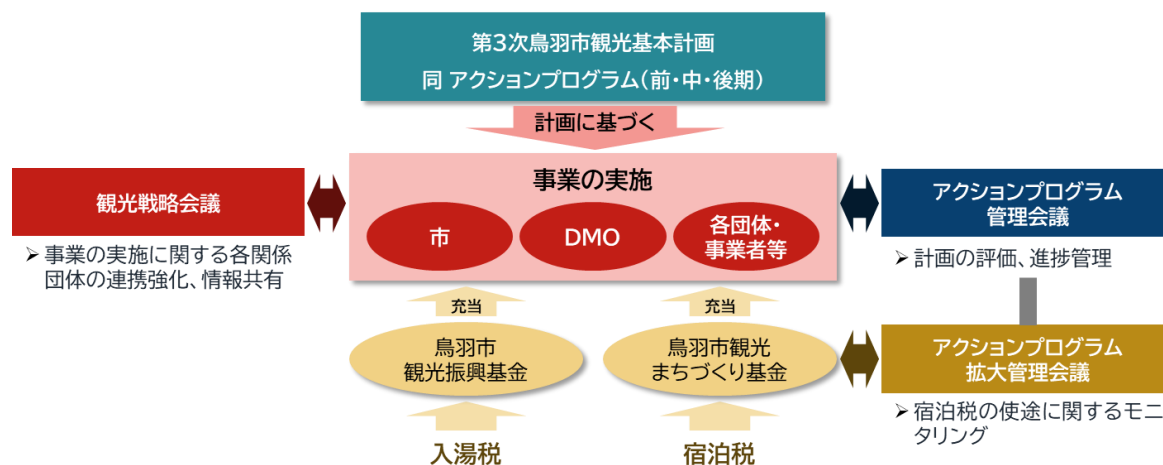 第3次鳥羽市観光基本計画
同 アクションプログラム(前・中・後期)
計画に基づく
観光戦略会議
➢ 事業の実施に関する各関係
団体の連携強化、情報共有
事業の実施
市
DMO
各団体・
事業者等
アクションプログラム
管理会議
➢ 計画の評価、進捗管理
充当
充当
鳥羽市
観光振興基金
鳥羽市観光
まちづくり基金
アクションプログラム
拡大管理会議
➢ 宿泊税の使途に関するモニ
タリング
入湯税
宿泊税